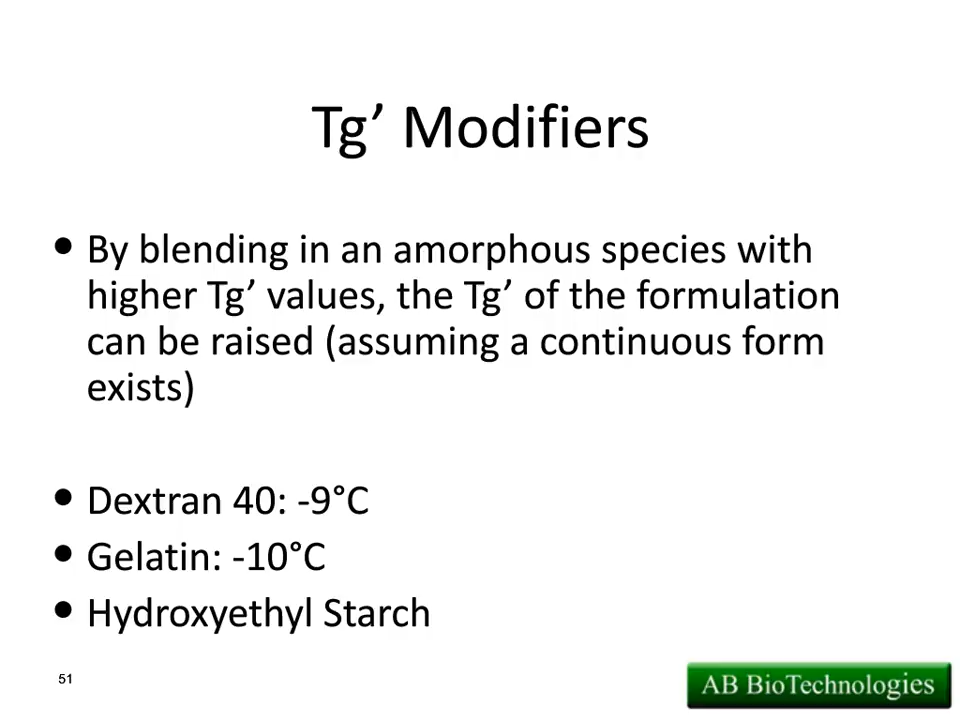 Tg’ Modifiers
• By blending in an amorphous species with
higher Tg’ values, the Tg’ of the formulation
can be raised (assuming a continuous form
exists)
• Dextran 40: -9°C
• Gelatin: -10°C
• Hydroxyethyl Starch
51
AB BioTechnologies